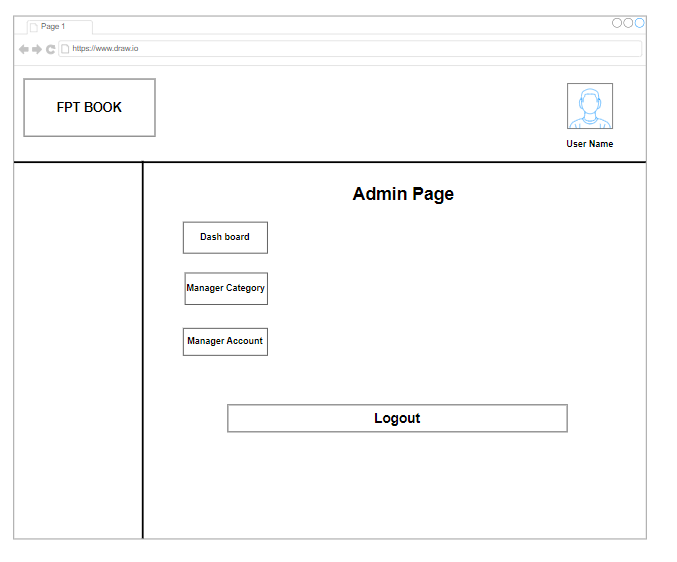 Page 1
https://www.draw.io
FPT BOOK
User Name
Admin Page
Dash board
Manager Category
Manager Account
Logout